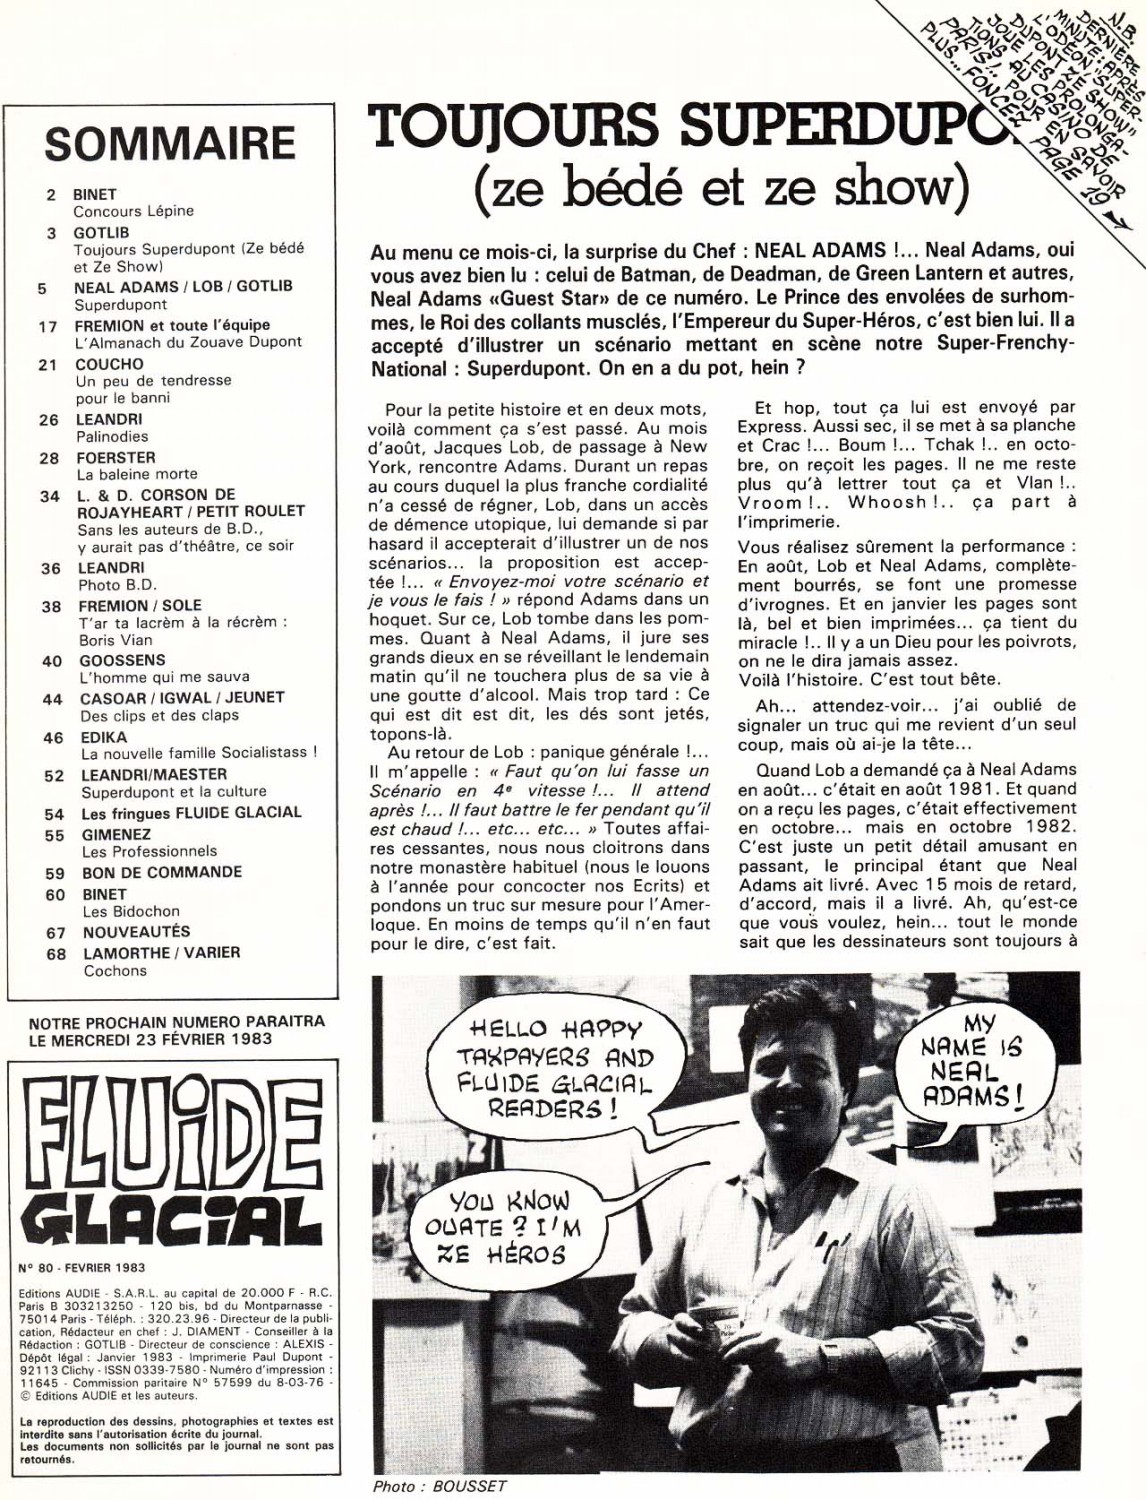 N.B.
DERNIÈRE
MINUTE : APRÈS
L'ODÉON "SUPER-
DUPONT ZE SHOW"
JOUE LES PROLONGA-
TIONS AU CASINO DE
PARIS !.. POUR EN SAVOIR
PLUS... FONCER PAGE 19
SOMMAIRE
2 BINET
Concours Lépine
3 GOTLIB
Toujours Superdupont (Ze bédé
et Ze Show)
5 NEAL ADAMS / LOB / GOTLIB
Superdupont
17 FREMION et toute l'équipe
L'Almanach du Zouave Dupont
21 COUCHO
Un peu de tendresse
pour le banni
26 LEANDRI
Palinodies
28 FOERSTER
La baleine morte
34 L. & D. CORSON DE
ROJAYHEART / PETIT ROULET
Sans les auteurs de B.D.,
y aurait pas d'théâtre, ce soir
36 LEANDRI
Photo B.D.
38 FREMION / SOLE
T'ar ta lacrèm à la récrèm :
Boris Vian
40 GOOSSENS
L'homme qui me sauva
44 CASOAR / IGWAL / JEUNET
Des clips et des claps
46 EDIKA
La nouvelle famille Socialistass !
52 LEANDRI/MAESTER
Superdupont et la culture
54 Les fringues FLUIDE GLACIAL
55 GIMENEZ
Les Professionnels
59 BON DE COMMANDE
60 BINET
Les Bidochon
67 NOUVEAUTÉS
68 LAMORTHE / VARIER
Cochons
NOTRE PROCHAIN NUMERO PARAITRA
LE MERCREDI 23 FÉVRIER 1983
FLUIDE
GLACIAL
N° 80 - FEVRIER 1983
Editions AUDIE - S.A.R.L. au capital de 20.000 F - R.C.
Paris B 303213250 - 120 bis, bd du Montparnasse -
75014 Paris - Téléph. : 320.23.96 - Directeur de la publi-
cation, Rédacteur en chef : J. DIAMENT - Conseiller à la
Rédaction : GOTLIB - Directeur de conscience : ALEXIS -
Dépôt légal : Janvier 1983 - Imprimerie Paul Dupont -
92113 Clichy - ISSN 0339-7580 - Numéro d'impression :
11645 - Commission paritaire N° 57599 du 8-03-76 -
© Editions AUDIE et les auteurs.
La reproduction des dessins, photographies et textes est
interdite sans l'autorisation écrite du journal.
Les documents non sollicités par le journal ne sont pas
retournés.
TOUJOURS SUPERDUPO
(ze bédé et ze show)
Au menu ce mois-ci, la surprise du Chef : NEAL ADAMS !... Neal Adams, oui
vous avez bien lu : celui de Batman, de Deadman, de Green Lantern et autres,
Neal Adams «Guest Star» de ce numéro. Le Prince des envolées de surhom-
mes, le Roi des collants musclés, l'Empereur du Super-Héros, c'est bien lui. Il a
accepté d'illustrer un scénario mettant en scène notre Super-Frenchy-
National : Superdupont. On en a du pot, hein ?
Pour la petite histoire et en deux mots,
voilà comment ça s'est passé. Au mois
d'août, Jacques Lob, de passage à New
York, rencontre Adams. Durant un repas
au cours duquel la plus franche cordialité
n'a cessé de régner, Lob, dans un accès
de démence utopique, lui demande si par
hasard il accepterait d'illustrer un de nos
scénarios... la proposition est accep-
tée !... « Envoyez-moi votre scénario et
je vous le fais ! » répond Adams dans un
hoquet. Sur ce, Lob tombe dans les pom-
mes. Quant à Neal Adams, il jure ses
grands dieux en se réveillant le lendemain
matin qu'il ne touchera plus de sa vie à
une goutte d'alcool. Mais trop tard : Ce
qui est dit est dit, les dés sont jetés,
topons-là.
Au retour de Lob : panique générale !...
Il m'appelle : « Faut qu'on lui fasse un
Scénario en 4e vitesse !... Il attend
après !... Il faut battre le fer pendant qu'il
est chaud !... etc... etc... » Toutes affai-
res cessantes, nous nous cloitrons dans
notre monastère habituel (nous le louons
à l'année pour concocter nos Ecrits) et
pondons un truc sur mesure pour l'Amer-
loque. En moins de temps qu'il n'en faut
pour le dire, c'est fait.
Et hop, tout ça lui est envoyé par
Express. Aussi sec, il se met à sa planche
et Crac !... Boum !... Tchak !.. en octo-
bre, on reçoit les pages. Il ne me reste
plus qu'à lettrer tout ça et Vlan !..
Vroom !.. Whoosh !.. ça part à
l'imprimerie.
Vous réalisez sûrement la performance :
En août, Lob et Neal Adams, complète-
ment bourrés, se font une promesse
d'ivrognes. Et en janvier les pages sont
là, bel et bien imprimées... ça tient du
miracle !.. Il y a un Dieu pour les poivrots,
on ne le dira jamais assez.
Voilà l'histoire. C'est tout bête.
Ah... attendez-voir... j'ai oublié de
signaler un truc qui me revient d'un seul
coup, mais où ai-je la tête...
Quand Lob a demandé ça à Neal Adams
en août... c'était en août 1981. Et quand
on a reçu les pages, c'était effectivement
en octobre... mais en octobre 1982.
C'est juste un petit détail amusant en
passant, le principal étant que Neal
Adams ait livré. Avec 15 mois de retard,
d'accord, mais il a livré. Ah, qu'est-ce
que vous voulez, hein... tout le monde
sait que les dessinateurs sont toujours à
HELLO HAPPY
TAXPAYERS AND
FLUIDE GLACIAL
READERS !
MY
NAME IS
NEAL
ADAMS !
YOU KNOW
OUATE ? I'M
ZE HÉROS
Photo : BOUSSET